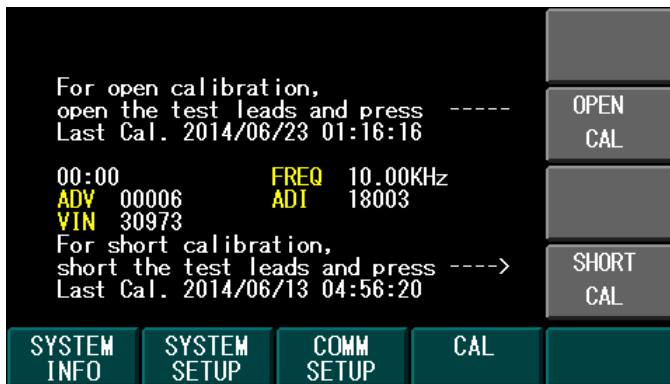 For open calibration,
open the test leads and press -----
Last Cal. 2014/06/23 01:16:16
OPEN
CAL
00:00 FREQ 10.00KHz
ADV 00006 ADI 18003
VIN 30973
For short calibration,
short the test leads and press ---->
Last Cal. 2014/06/13 04:56:20
SHORT
CAL
SYSTEM
INFO
SYSTEM
SETUP
COMM
SETUP
CAL